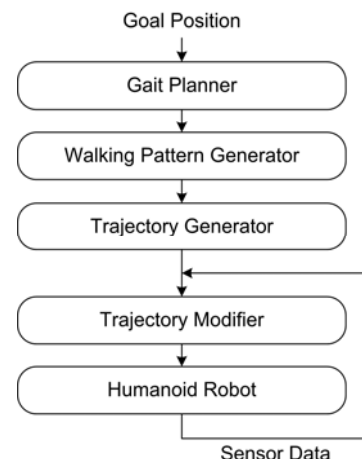 Goal Position
Gait Planner
Walking Pattern Generator
Trajectory Generator
Trajectory Modifier
Humanoid Robot
Sensor Data